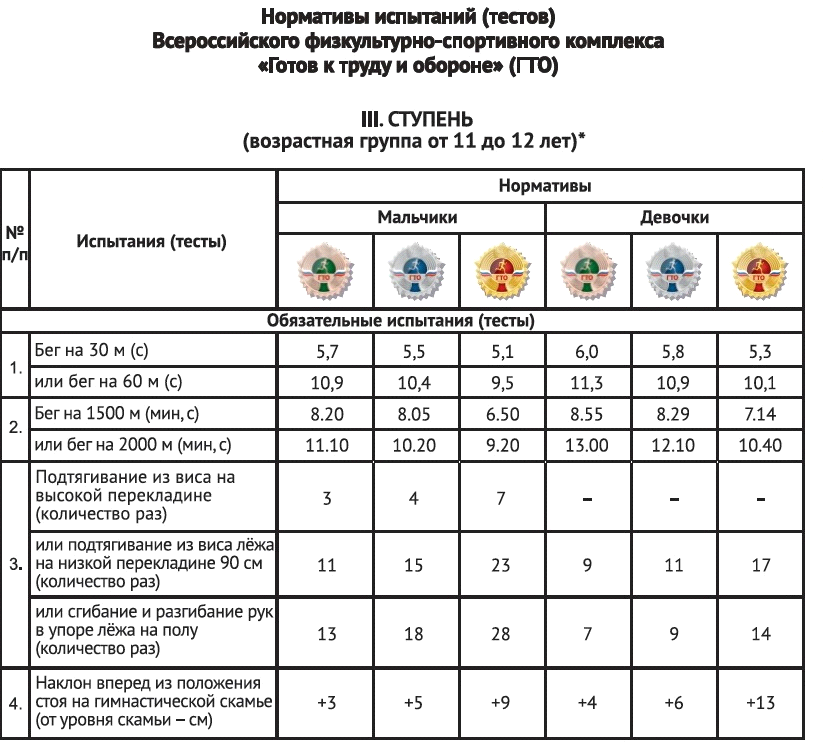 Нормативы испытаний (тестов)
Всероссийского физкультурно-спортивного комплекса
«Готов к труду и обороне» (ГТО)
III. СТУПЕНЬ
(возрастная группа от 11 до 12 лет)*
№ п/п
Испытания (тесты)
Нормативы
Мальчики Девочки
ГТО ГТО ГТО ГТО ГТО ГТО
Обязательные испытания (тесты)
1. Бег на 30 м (с) 5,7 5,5 5,1 6,0 5,8 5,3
или бег на 60 м (с) 10,9 10,4 9,5 11,3 10,9 10,1
2. Бег на 1500 м (мин, с) 8.20 8.05 6.50 8.55 8.29 7.14
или бег на 2000 м (мин, с) 11.10 10.20 9.20 13.00 12.10 10.40
3.
Подтягивание из виса на
высокой перекладине
(количество раз)
3 4 7 – – –
или подтягивание из виса лёжа
на низкой перекладине 90 см
(количество раз)
11 15 23 9 11 17
или сгибание и разгибание рук
в упоре лёжа на полу
(количество раз)
13 18 28 7 9 14
4.
Наклон вперед из положения
стоя на гимнастической скамье
(от уровня скамьи – см)
+3 +5 +9 +4 +6 +13